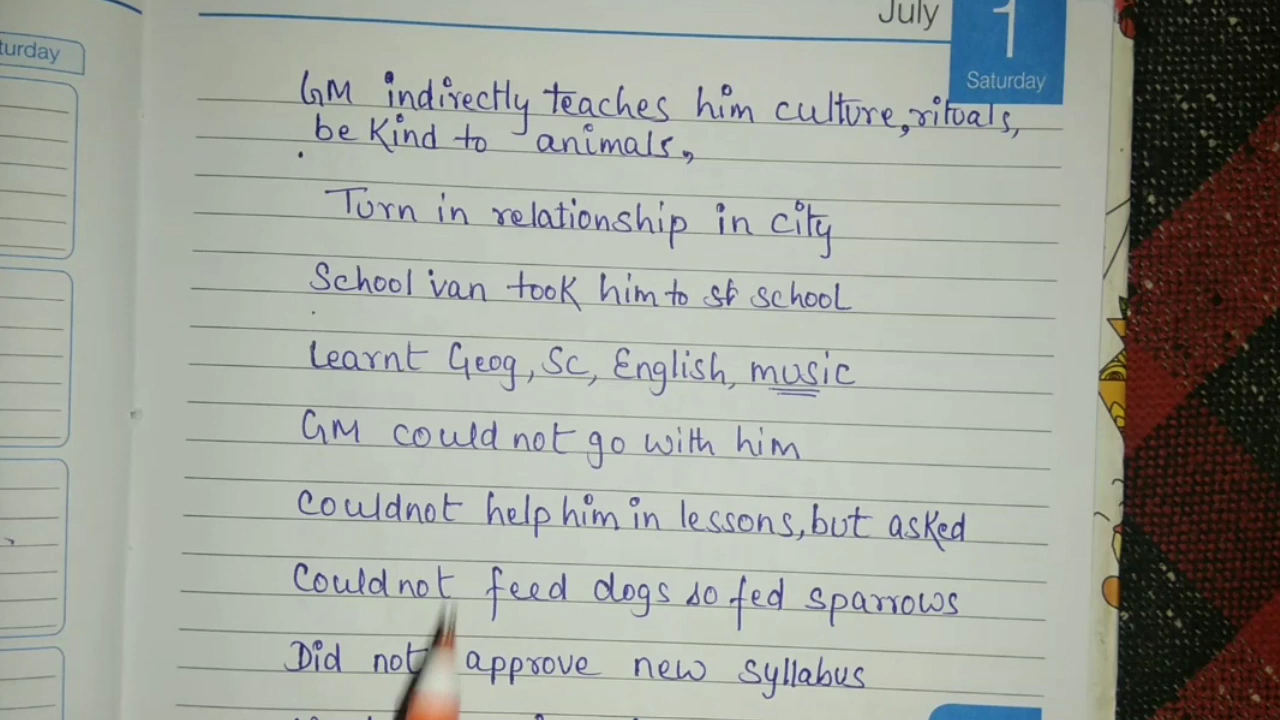 turday
July
1
Saturday
GM indirectly teaches him culture, rituals,
be kind to animals,
Turn in relationship in city
School van took him to st school
Learnt Geog, Sc, English, music
GM could not go with him
couldnot help him in lessons, but asked
Could not feed dogs so fed sparrows
Did not approve new syllabus